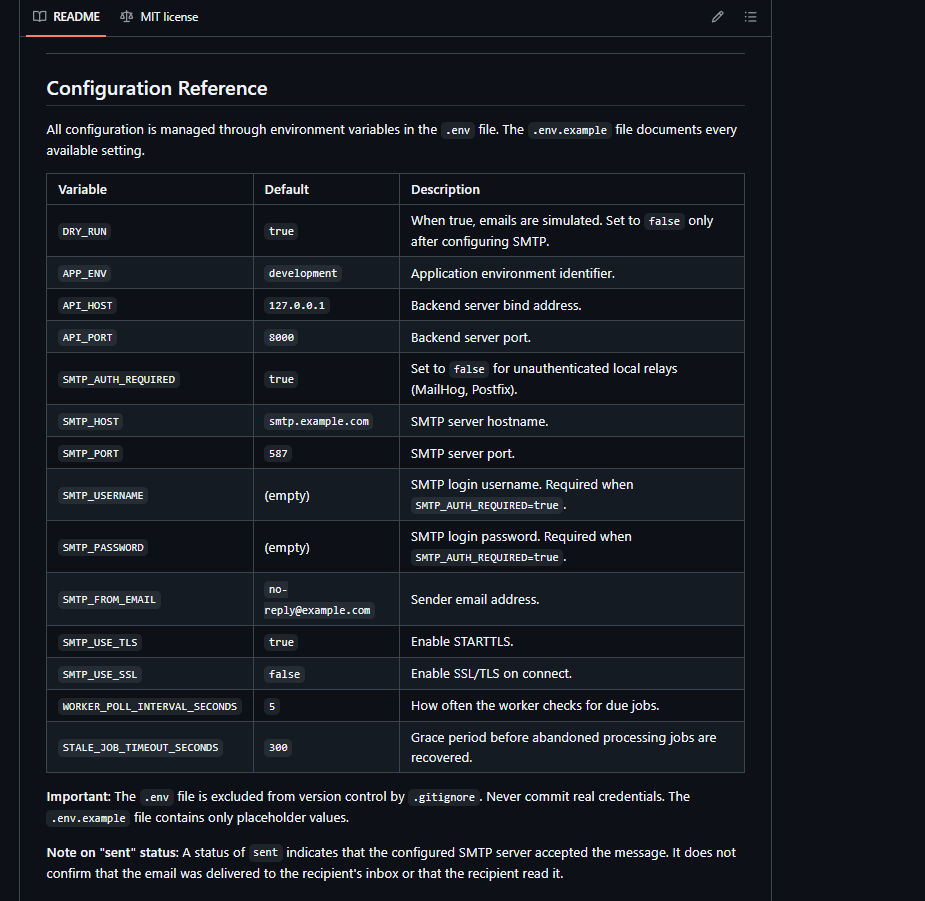 README MIT license
Configuration Reference
All configuration is managed through environment variables in the .env file. The .env.example file documents every
available setting.
Variable Default Description
DRY_RUN true When true, emails are simulated. Set to false only
after configuring SMTP.
APP_ENV development Application environment identifier.
API_HOST 127.0.0.1 Backend server bind address.
API_PORT 8000 Backend server port.
SMTP_AUTH_REQUIRED true Set to false for unauthenticated local relays
(MailHog, Postfix).
SMTP_HOST smtp.example.com SMTP server hostname.
SMTP_PORT 587 SMTP server port.
SMTP_USERNAME (empty) SMTP login username. Required when
SMTP_AUTH_REQUIRED=true.
SMTP_PASSWORD (empty) SMTP login password. Required when
SMTP_AUTH_REQUIRED=true.
SMTP_FROM_EMAIL no-
reply@example.com Sender email address.
SMTP_USE_TLS true Enable STARTTLS.
SMTP_USE_SSL false Enable SSL/TLS on connect.
WORKER_POLL_INTERVAL_SECONDS 5 How often the worker checks for due jobs.
STALE_JOB_TIMEOUT_SECONDS 300 Grace period before abandoned processing jobs are
recovered.
Important: The .env file is excluded from version control by .gitignore. Never commit real credentials. The
.env.example file contains only placeholder values.
Note on "sent" status: A status of sent indicates that the configured SMTP server accepted the message. It does not
confirm that the email was delivered to the recipient's inbox or that the recipient read it.